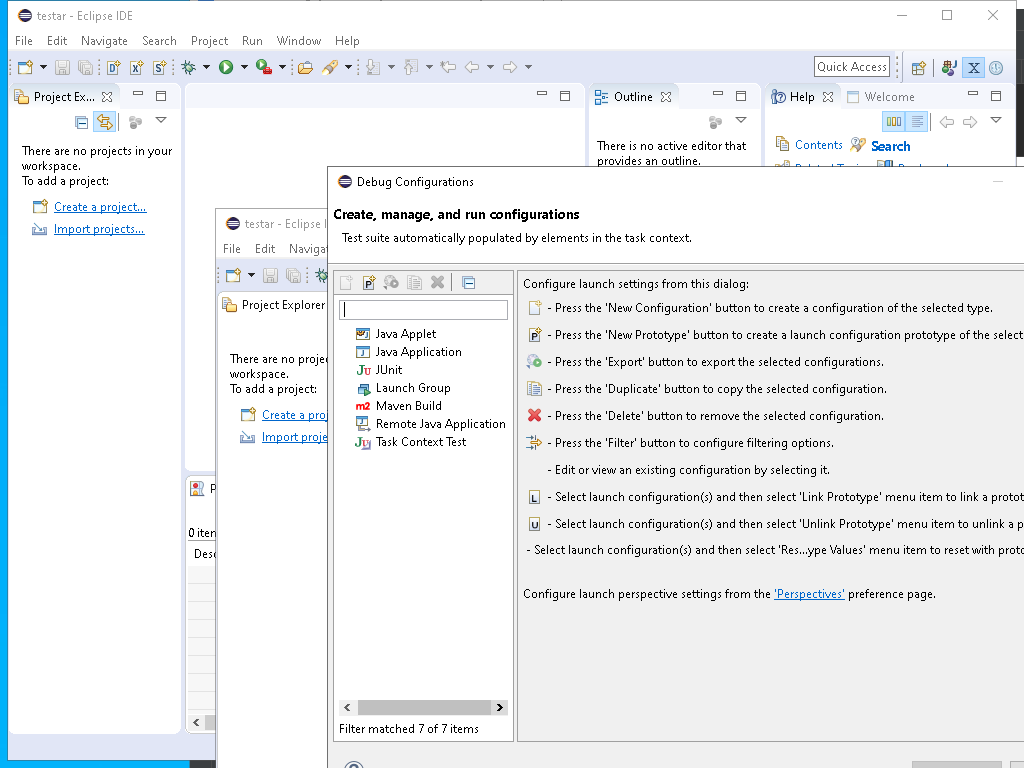 testar - Eclipse IDE
File Edit Navigate Search Project Run Window Help
Quick Access
Project Ex...
Outline
Help
Welcome
There are no projects in your
workspace.
To add a project:
Create a project...
Import projects...
There is no active editor that
provides an outline.
Contents
Search
testar - Eclipse I
File Edit Naviga
Project Explorer
There are no proje
workspace.
To add a project:
Create a proj
Import proje
0 item
Desc
Debug Configurations
Create, manage, and run configurations
Test suite automatically populated by elements in the task context.
Java Applet
Java Application
JUnit
Launch Group
Maven Build
Remote Java Application
Task Context Test
Filter matched 7 of 7 items
Configure launch settings from this dialog:
- Press the 'New Configuration' button to create a configuration of the selected type.
- Press the 'New Prototype' button to create a launch configuration prototype of the select
- Press the 'Export' button to export the selected configurations.
- Press the 'Duplicate' button to copy the selected configuration.
- Press the 'Delete' button to remove the selected configuration.
- Press the 'Filter' button to configure filtering options.
- Edit or view an existing configuration by selecting it.
- Select launch configuration(s) and then select 'Link Prototype' menu item to link a protot
- Select launch configuration(s) and then select 'Unlink Prototype' menu item to unlink a p
- Select launch configuration(s) and then select 'Res...ype Values' menu item to reset with proto
Configure launch perspective settings from the 'Perspectives' preference page.